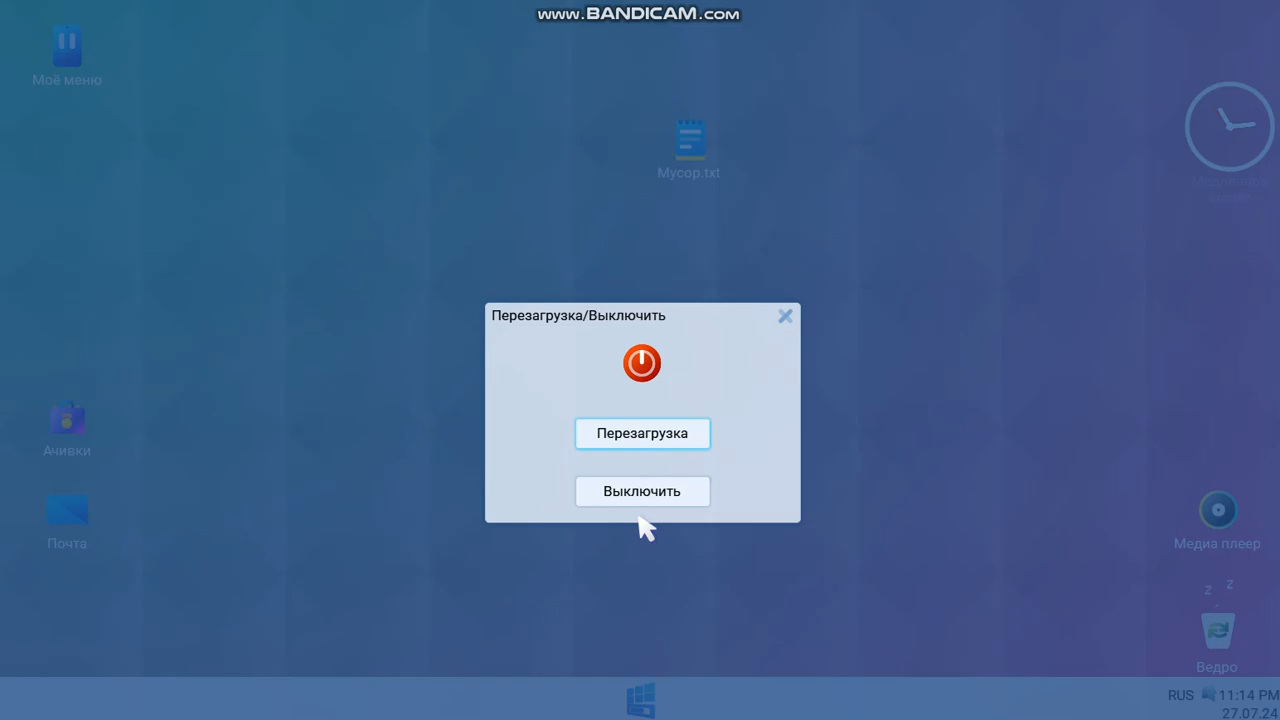 www.BANDICAM.com
Моё меню
Мусор.txt
Перезагрузка/Выключить
Перезагрузка
Выключить
Ачивки
Почта
Медиа плеер
z z
Ведро
RUS 11:14 PM
27.07.24